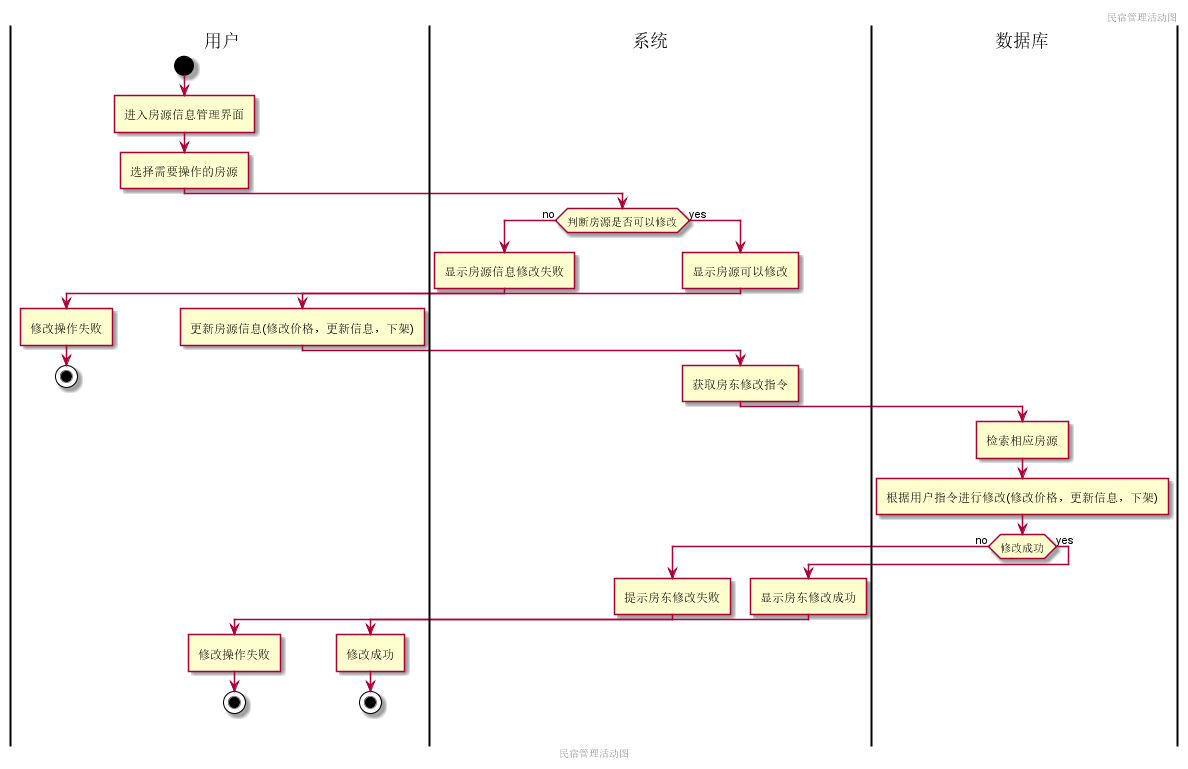 民宿管理活动图
用户
系统
数据库
进入房源信息管理界面
选择需要操作的房源
no
判断房源是否可以修改
yes
显示房源信息修改失败
显示房源可以修改
修改操作失败
更新房源信息(修改价格，更新信息，下架)
获取房东修改指令
检索相应房源
根据用户指令进行修改(修改价格，更新信息，下架)
no
修改成功
yes
提示房东修改失败
显示房东修改成功
修改操作失败
修改成功
民宿管理活动图